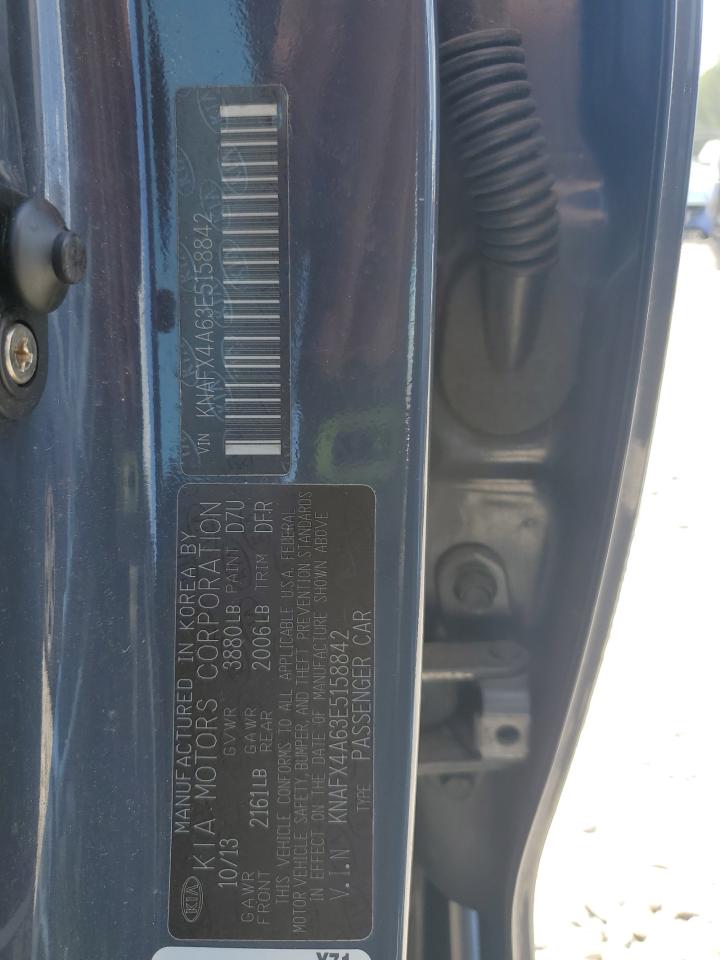 VIN KNAFX4A63E5158842
MANUFACTURED IN KOREA BY
KIA KIA MOTORS CORPORATION
10/13 GVWR 3880LB PAINT D7U
GAWR FRONT 2161LB GAWR REAR 2006LB TRIM DFR
THIS VEHICLE CONFORMS TO ALL APPLICABLE U.S.A. FEDERAL
MOTOR VEHICLE SAFETY, BUMPER, AND THEFT PREVENTION STANDARDS
IN EFFECT ON THE DATE OF MANUFACTURE SHOWN ABOVE
V.I.N KNAFX4A63E5158842
TYPE PASSENGER CAR